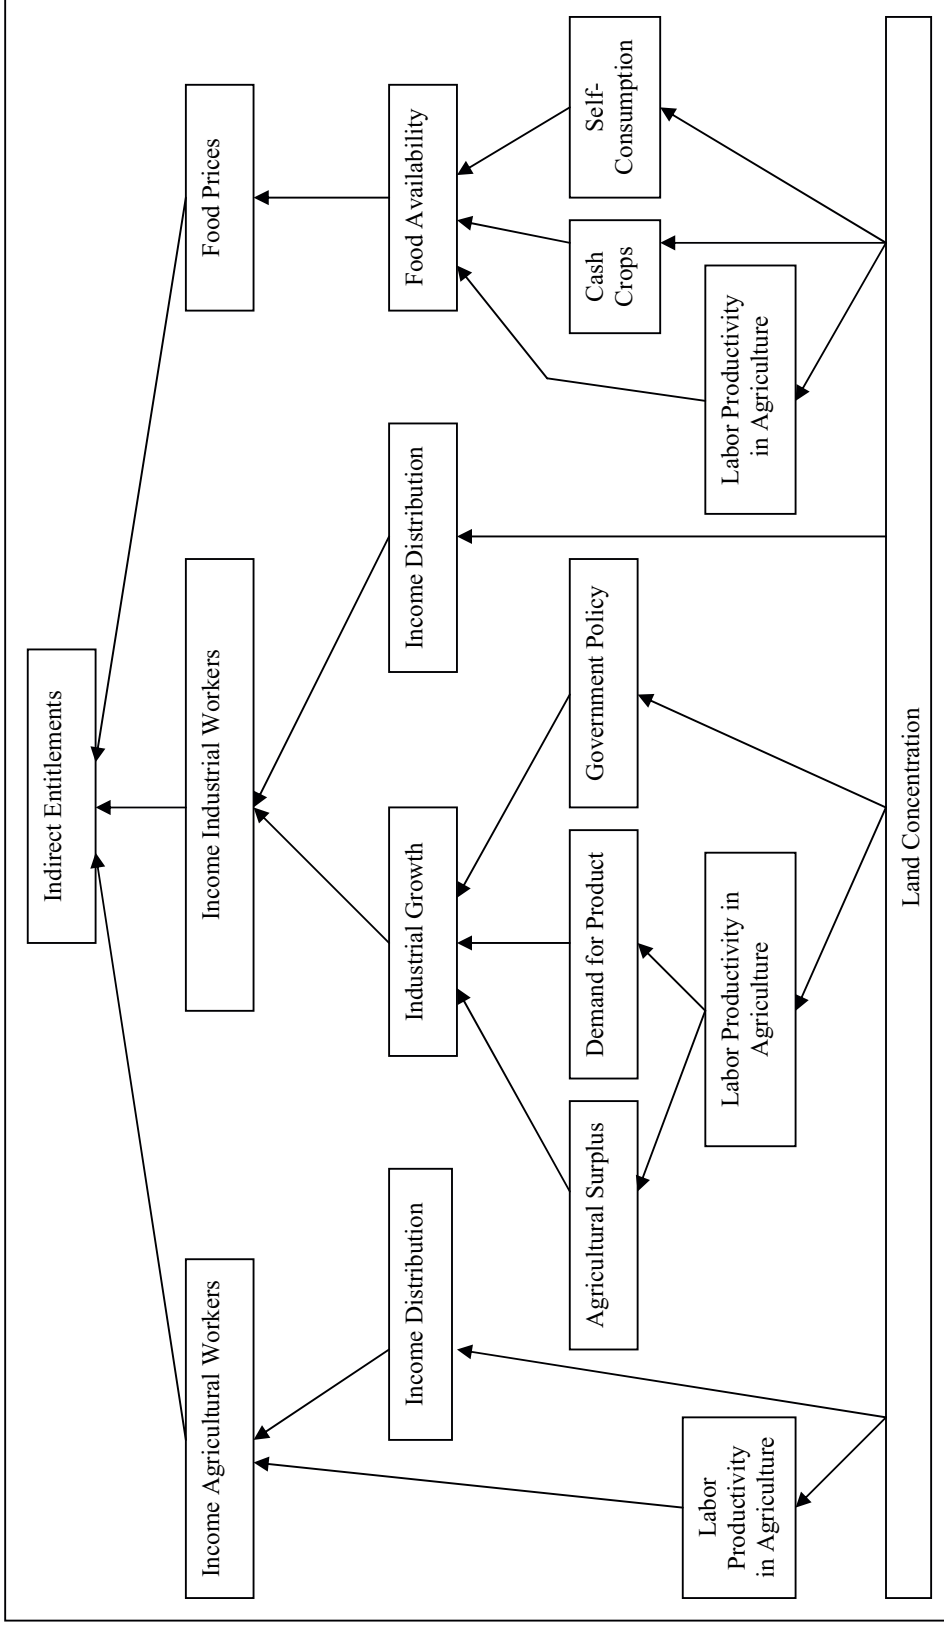 Indirect Entitlements
Income Agricultural Workers
Income Industrial Workers
Food Prices
Income Distribution
Industrial Growth
Income Distribution
Food Availability
Agricultural Surplus
Demand for Product
Government Policy
Cash
Crops
Self-
Consumption
Labor
Productivity
in Agriculture
Labor Productivity in
Agriculture
Labor Productivity
in Agriculture
Land Concentration